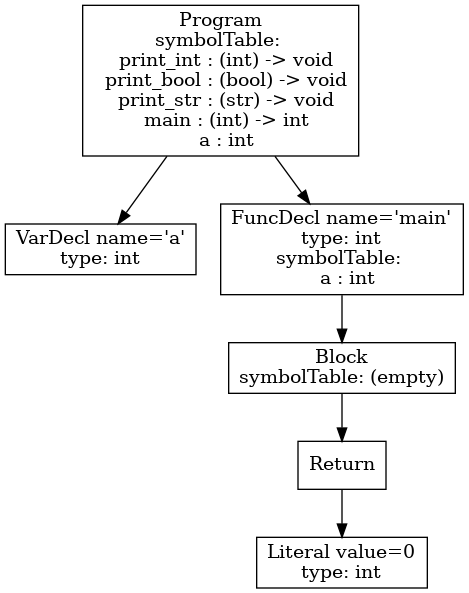 Program
symbolTable:
print_int : (int) -> void
print_bool : (bool) -> void
print_str : (str) -> void
main : (int) -> int
a : int
VarDecl name='a'
type: int
FuncDecl name='main'
type: int
symbolTable:
a : int
Block
symbolTable: (empty)
Return
Literal value=0
type: int